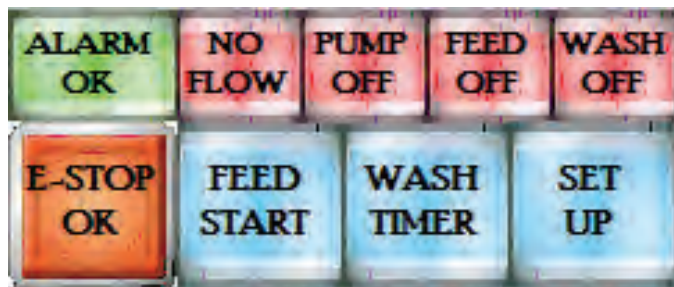 ALARM OK
NO FLOW
PUMP OFF
FEED OFF
WASH OFF
E-STOP OK
FEED START
WASH TIMER
SET UP